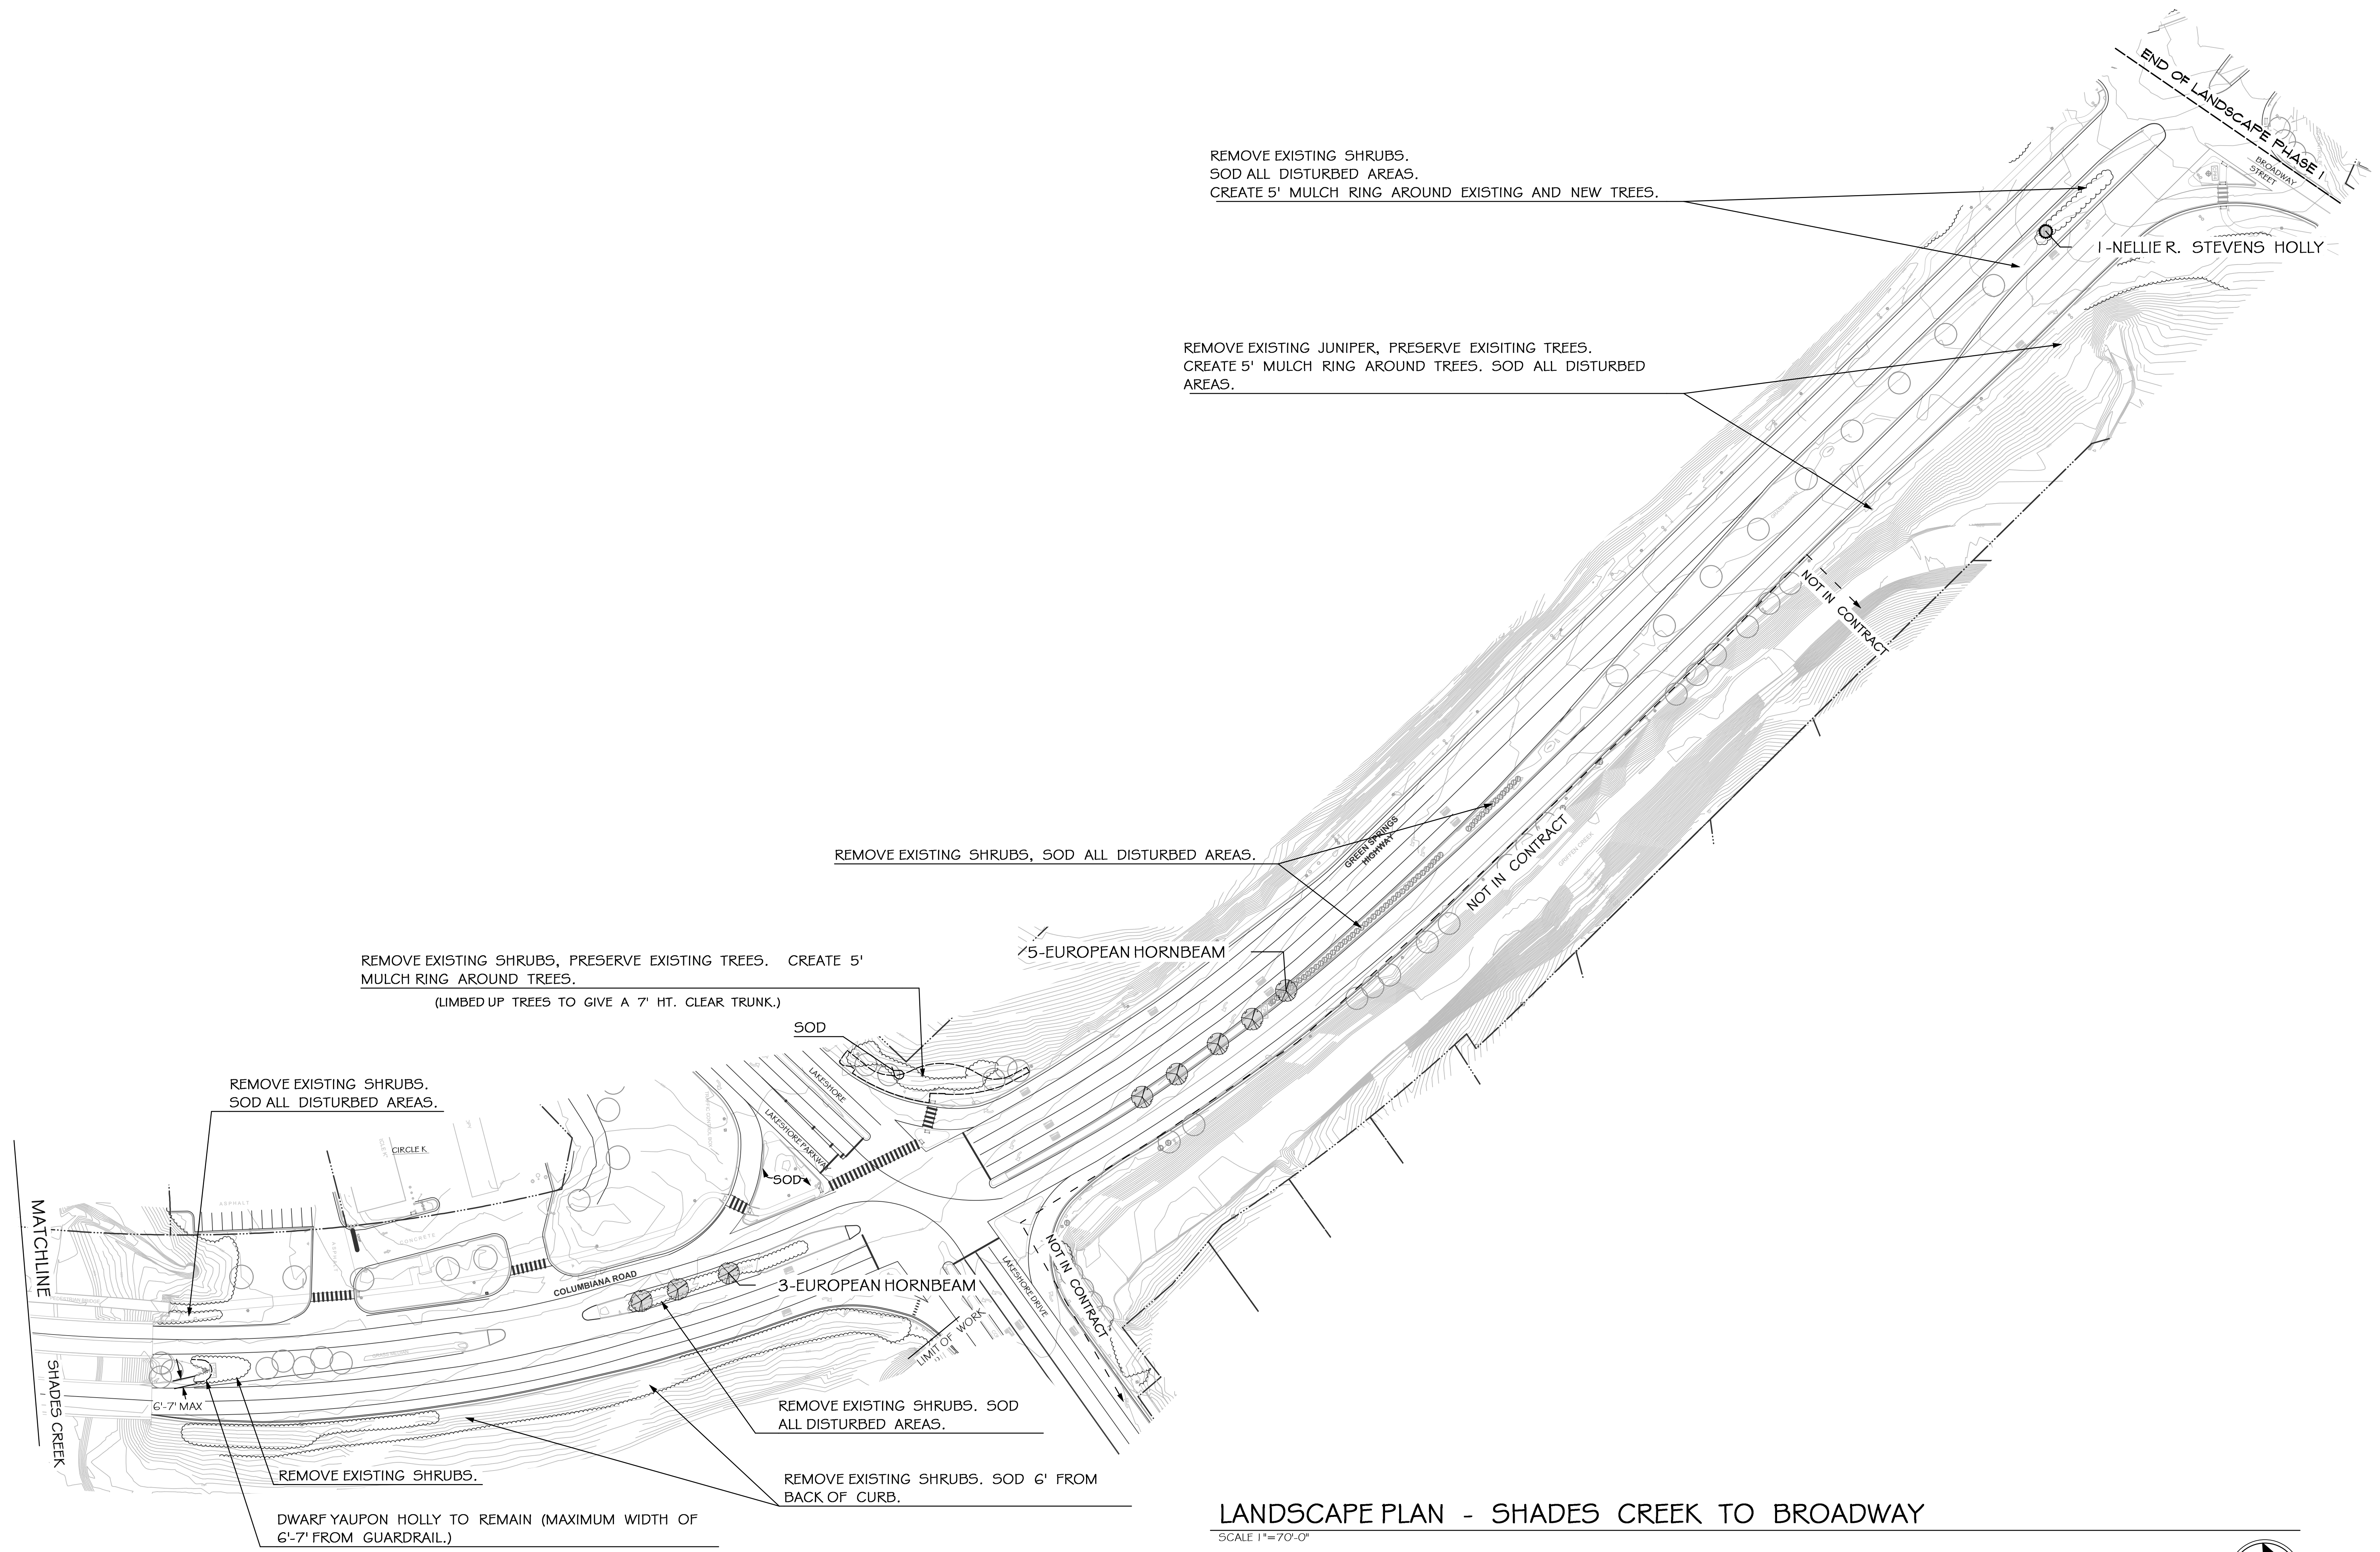 END OF LANDSCAPE PHASE 1
BROADWAY
STREET
REMOVE EXISTING SHRUBS.
SOD ALL DISTURBED AREAS.
CREATE 5' MULCH RING AROUND EXISTING AND NEW TREES.
1-NELLIE R. STEVENS HOLLY
REMOVE EXISTING JUNIPER, PRESERVE EXISITING TREES.
CREATE 5' MULCH RING AROUND TREES. SOD ALL DISTURBED
AREAS.
NOT IN CONTRACT
GREEN SPRINGS
HIGHWAY
REMOVE EXISTING SHRUBS, SOD ALL DISTURBED AREAS.
NOT IN CONTRACT
GRIFFEN CREEK
5-EUROPEAN HORNBEAM
REMOVE EXISTING SHRUBS, PRESERVE EXISTING TREES. CREATE 5'
MULCH RING AROUND TREES.
(LIMBED UP TREES TO GIVE A 7' HT. CLEAR TRUNK.)
SOD
LAKESHORE
LAKESHORE PARKWAY
SOD
REMOVE EXISTING SHRUBS.
SOD ALL DISTURBED AREAS.
CIRCLE K
ASPHALT
CONCRETE
ASPHALT
MATCHLINE
SHADES CREEK
COLUMBIANA ROAD
3-EUROPEAN HORNBEAM
LIMIT OF WORK
LAKESHORE DRIVE
NOT IN CONTRACT
6'-7' MAX
REMOVE EXISTING SHRUBS. SOD
ALL DISTURBED AREAS.
REMOVE EXISTING SHRUBS.
REMOVE EXISTING SHRUBS. SOD 6' FROM
BACK OF CURB.
DWARF YAUPON HOLLY TO REMAIN (MAXIMUM WIDTH OF
6'-7' FROM GUARDRAIL.)
LANDSCAPE PLAN - SHADES CREEK TO BROADWAY
SCALE 1"=70'-0"